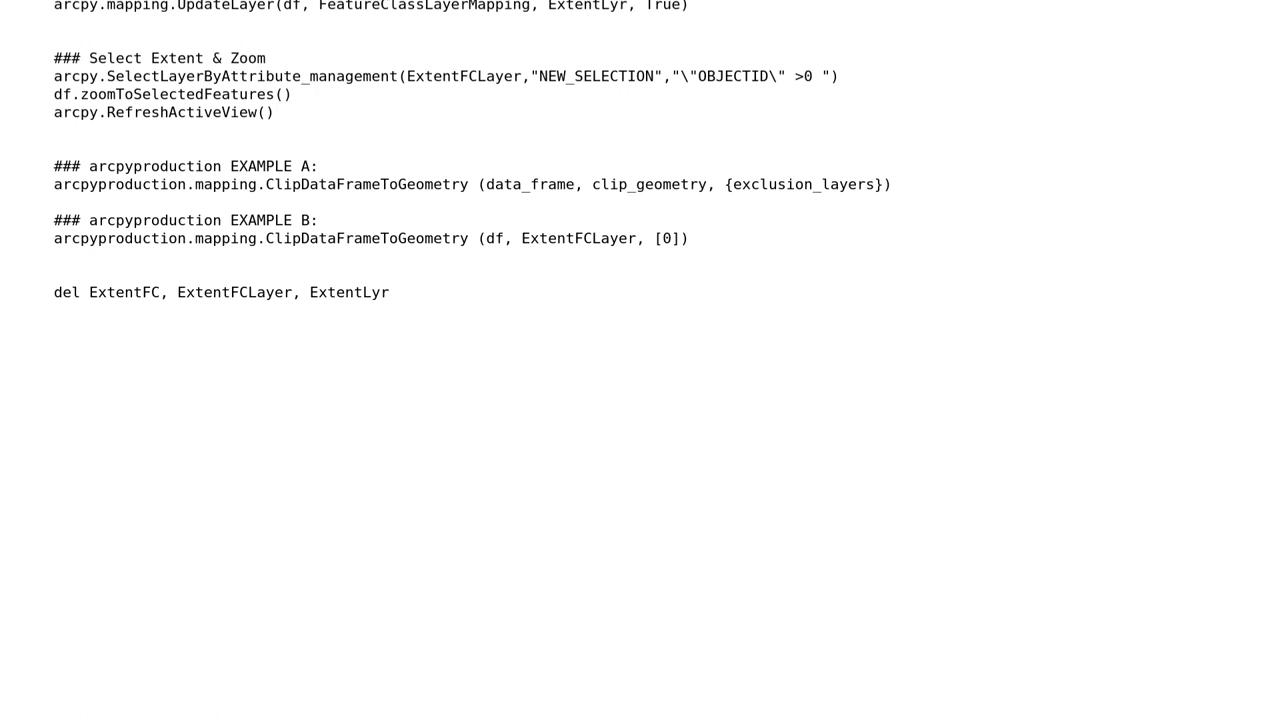 arcpy.mapping.UpdateLayer(df, FeatureClassLayerMapping, ExtentLyr, True)
### Select Extent & Zoom
arcpy.SelectLayerByAttribute_management(ExtentFCLayer,"NEW_SELECTION","\"OBJECTID\" >0 ")
df.zoomToSelectedFeatures()
arcpy.RefreshActiveView()
### arcpyproduction EXAMPLE A:
arcpyproduction.mapping.ClipDataFrameToGeometry (data_frame, clip_geometry, {exclusion_layers})
### arcpyproduction EXAMPLE B:
arcpyproduction.mapping.ClipDataFrameToGeometry (df, ExtentFCLayer, [0])
del ExtentFC, ExtentFCLayer, ExtentLyr